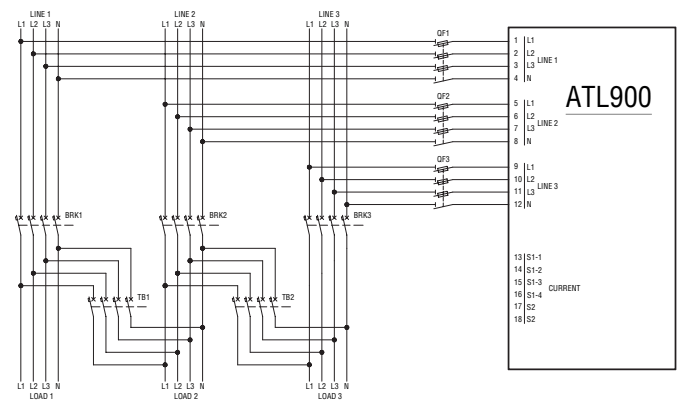 LINE 1 LINE 2 LINE 3
L1 L2 L3 N L1 L2 L3 N L1 L2 L3 N
QF1
1 L1
2 L2
3 L3
4 N
LINE 1
QF2
5 L1
6 L2
7 L3
8 N
LINE 2
QF3
9 L1
10 L2
11 L3
12 N
LINE 3
ATL900
BRK1 BRK2 BRK3
13 S1-1
14 S1-2
15 S1-3
16 S1-4
17 S2
18 S2
CURRENT
TB1 TB2
L1 L2 L3 N L1 L2 L3 N L1 L2 L3 N
LOAD 1 LOAD 2 LOAD 3